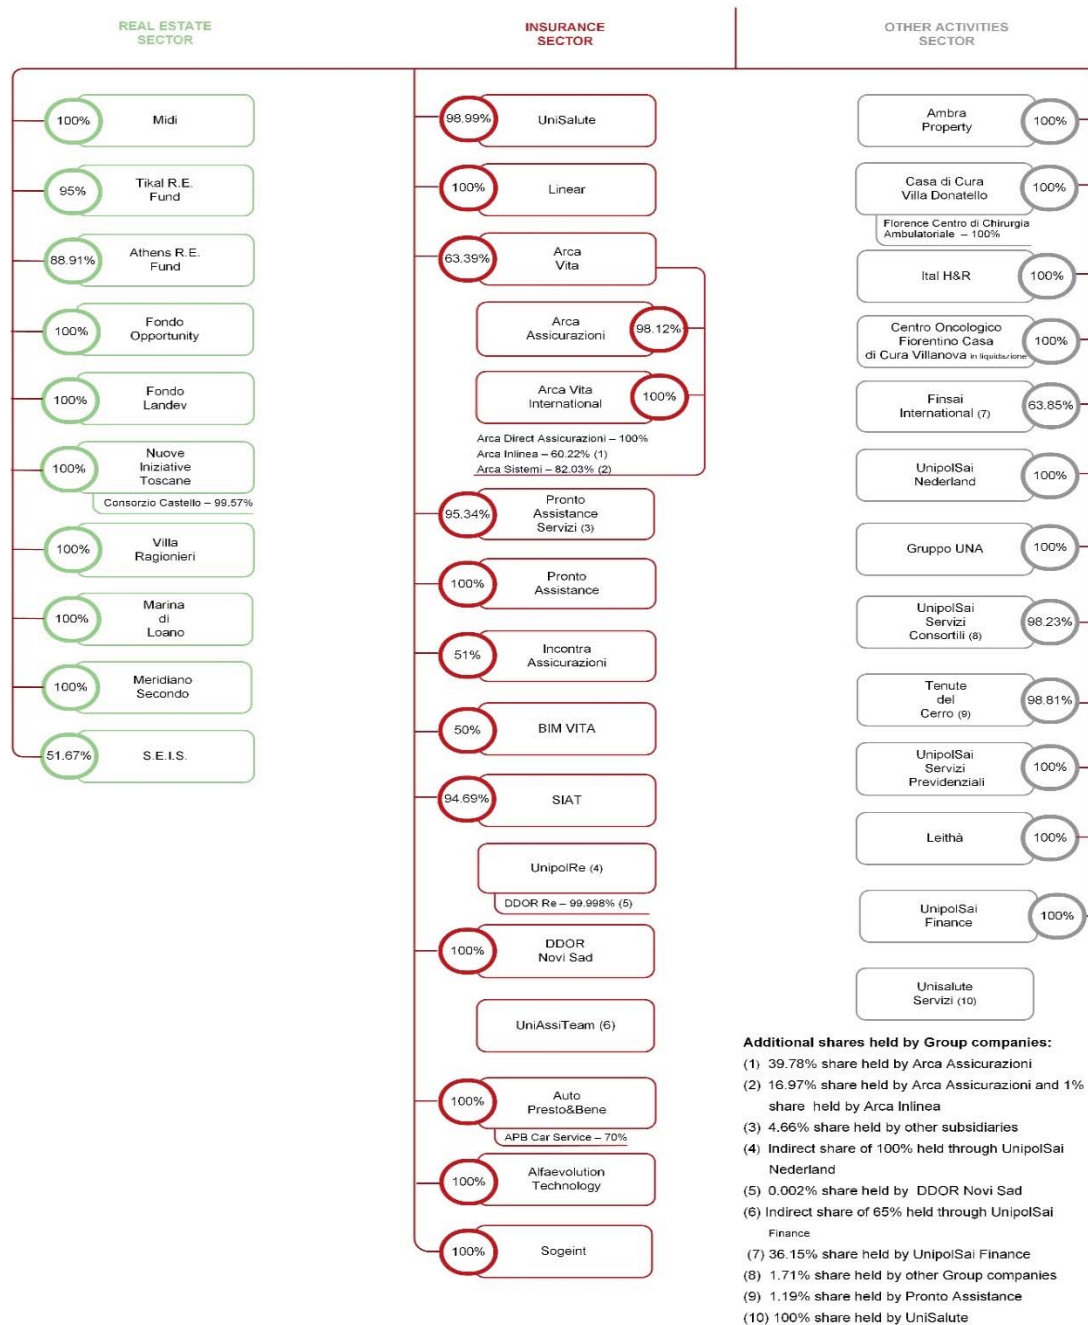 REAL ESTATE
SECTOR
100%
Midi
95%
Tikal R.E.
Fund
88.91%
Athens R.E.
Fund
100%
Fondo
Opportunity
100%
Fondo
Landev
100%
Nuove
Iniziative
Toscane
Consorzio Castello – 99.57%
100%
Villa
Ragionieri
100%
Marina
di
Loano
100%
Meridiano
Secondo
51.67%
S.E.I.S.
INSURANCE
SECTOR
98.99%
UniSalute
100%
Linear
63.39%
Arca
Vita
Arca
Assicurazioni
98.12%
Arca Vita
International
100%
Arca Direct Assicurazioni – 100%
Arca Inlinea – 60.22% (1)
Arca Sistemi – 82.03% (2)
95.34%
Pronto
Assistance
Servizi (3)
100%
Pronto
Assistance
51%
Incontra
Assicurazioni
50%
BIM VITA
94.69%
SIAT
UnipolRe (4)
DDOR Re – 99.998% (5)
100%
DDOR
Novi Sad
UniAssiTeam (6)
100%
Auto
Presto&Bene
APB Car Service – 70%
100%
Alfaevolution
Technology
100%
Sogeint
OTHER ACTIVITIES
SECTOR
Ambra
Property
100%
Casa di Cura
Villa Donatello
100%
Florence Centro di Chirurgia
Ambulatoriale – 100%
Ital H&R
100%
Centro Oncologico
Fiorentino Casa
di Cura Villanova in liquidazione
100%
Finsai
International (7)
63.85%
UnipolSai
Nederland
100%
Gruppo UNA
100%
UnipolSai
Servizi
Consortili (8)
98.23%
Tenute
del
Cerro (9)
98.81%
UnipolSai
Servizi
Previdenziali
100%
Leithà
100%
UnipolSai
Finance
100%
Unisalute
Servizi (10)
Additional shares held by Group companies:
(1) 39.78% share held by Arca Assicurazioni
(2) 16.97% share held by Arca Assicurazioni and 1%
share held by Arca Inlinea
(3) 4.66% share held by other subsidiaries
(4) Indirect share of 100% held through UnipolSai
Nederland
(5) 0.002% share held by DDOR Novi Sad
(6) Indirect share of 65% held through UnipolSai
Finance
(7) 36.15% share held by UnipolSai Finance
(8) 1.71% share held by other Group companies
(9) 1.19% share held by Pronto Assistance
(10) 100% share held by UniSalute